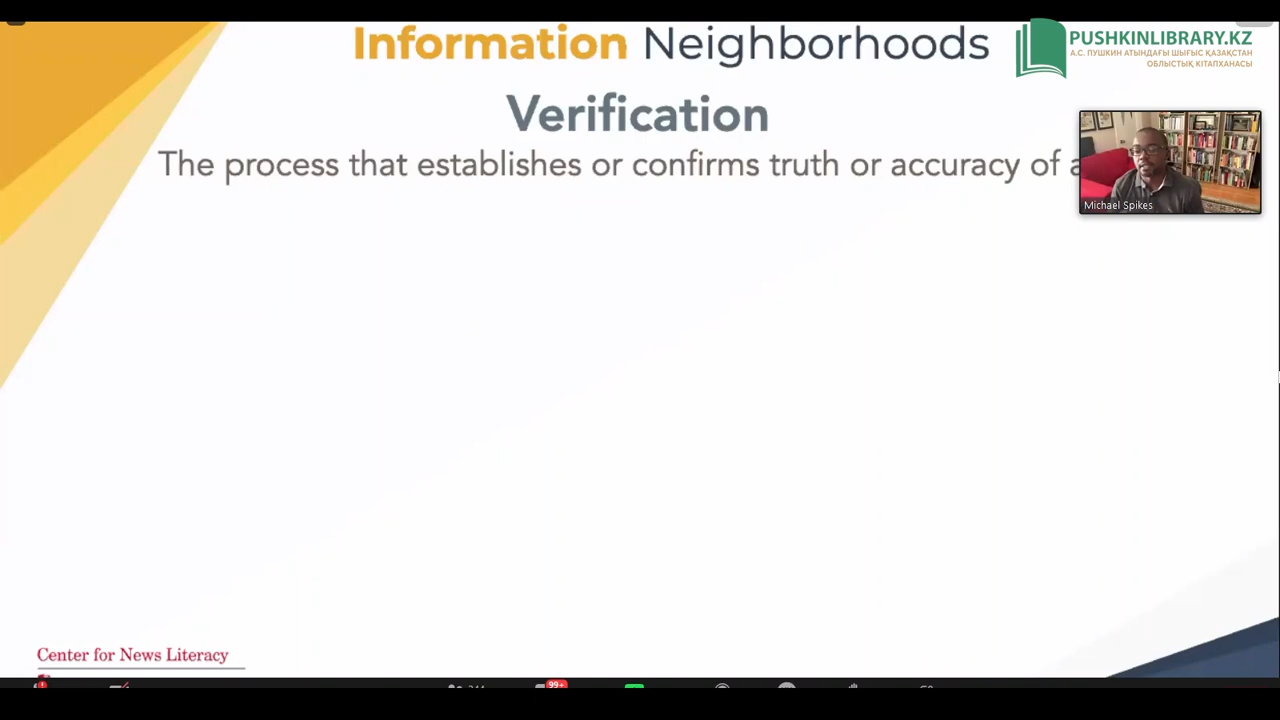 Information Neighborhoods
PUSHKINLIBRARY.KZ
А.С. ПУШКИН АТЫНДАҒЫ ШЫҒЫС ҚАЗАҚСТАН
ОБЛЫСТЫҚ КІТАПХАНАСЫ
Verification
The process that establishes or confirms truth or accuracy of a
Michael Spikes
Center for News Literacy
99+